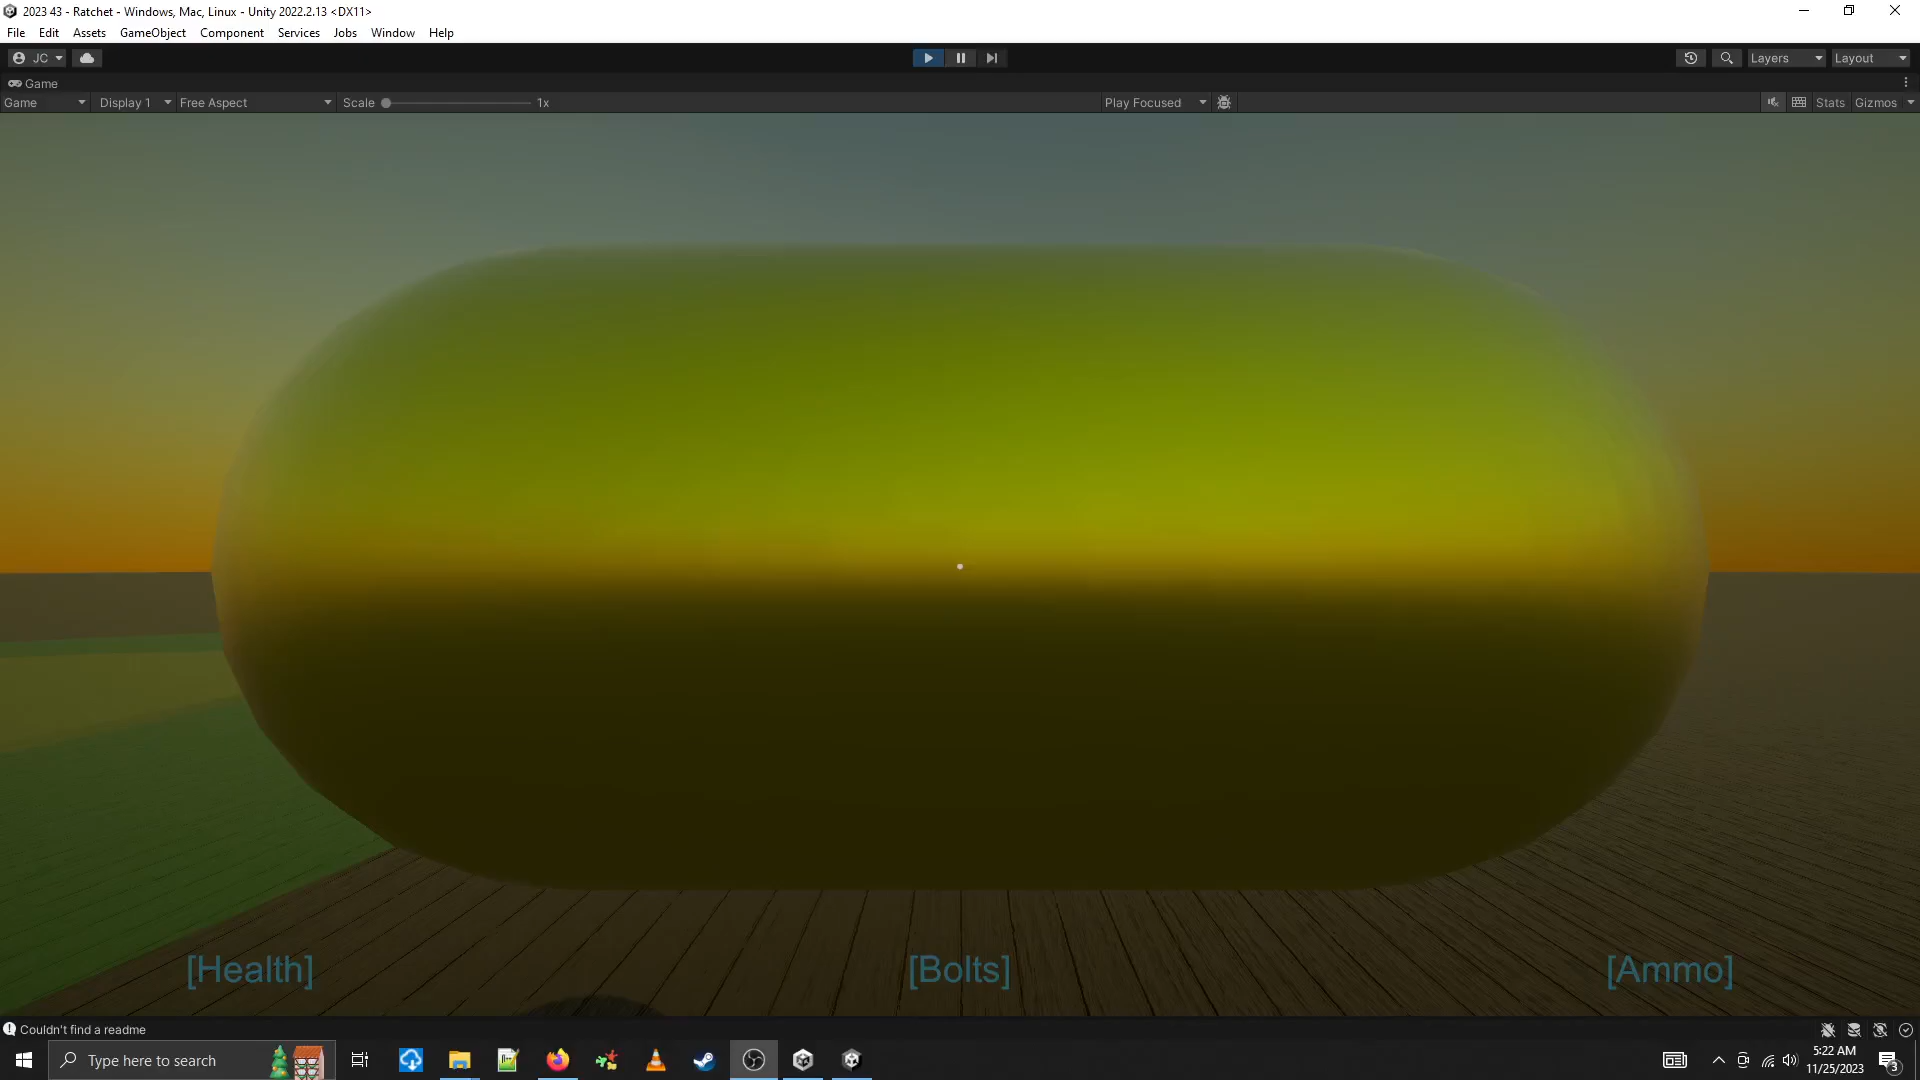 2023 43 - Ratchet - Windows, Mac, Linux - Unity 2022.2.13 <DX11>
File Edit Assets GameObject Component Services Jobs Window Help
JC Layers Layout
Game
Game Display 1 Free Aspect Scale 1x Play Focused Stats Gizmos
[Health] [Bolts] [Ammo]
Couldn't find a readme
Type here to search
5:22 AM
11/25/2023
3